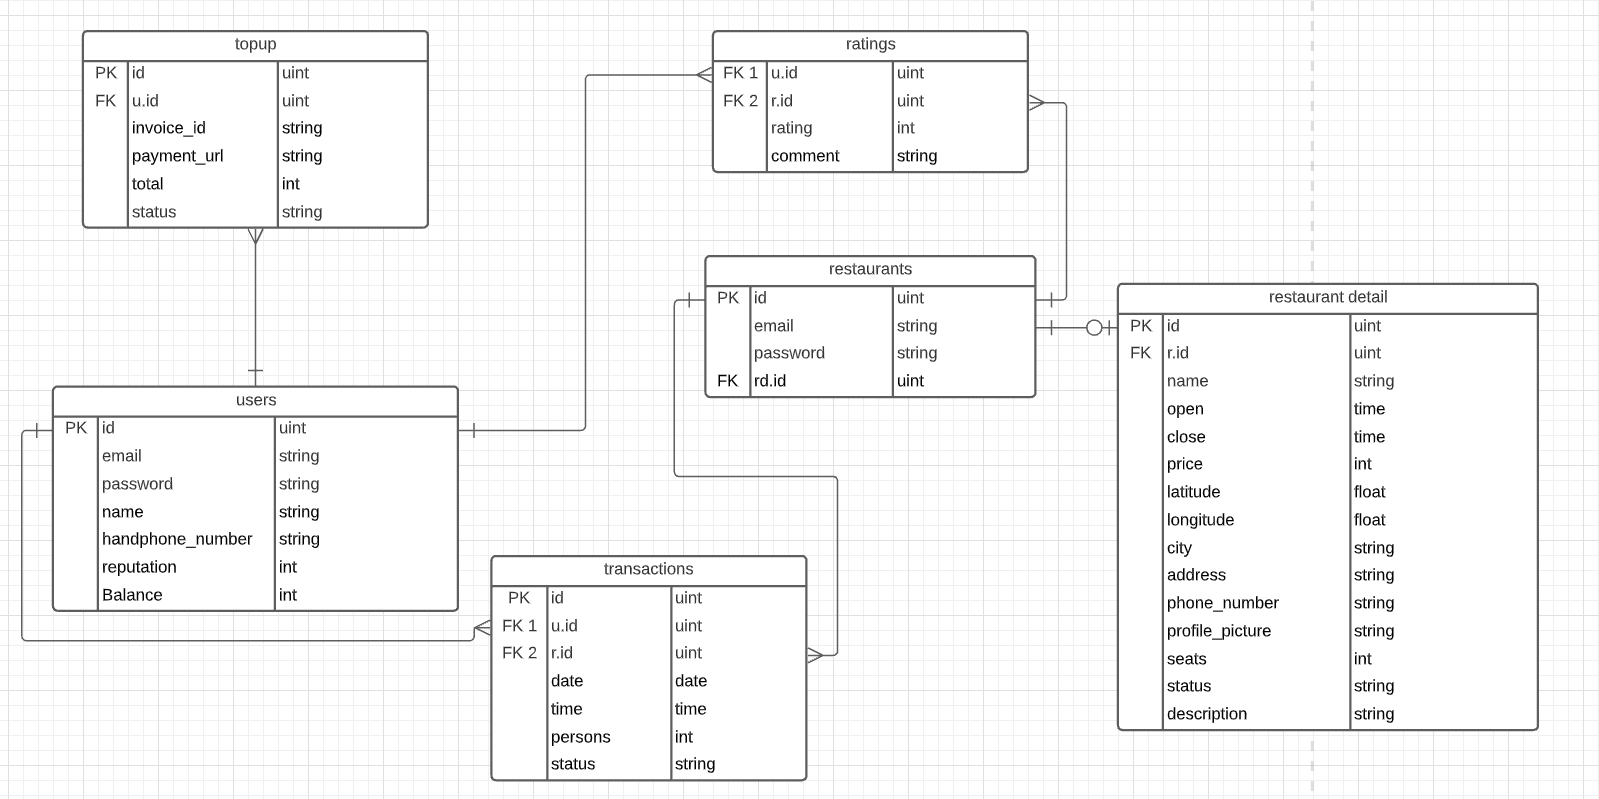 topup
PK id uint
FK u.id uint
invoice_id string
payment_url string
total int
status string
ratings
FK 1 u.id uint
FK 2 r.id uint
rating int
comment string
restaurants
PK id uint
email string
password string
FK rd.id uint
restaurant detail
PK id uint
FK r.id uint
name string
open time
close time
price int
latitude float
longitude float
city string
address string
phone_number string
profile_picture string
seats int
status string
description string
users
PK id uint
email string
password string
name string
handphone_number string
reputation int
Balance int
transactions
PK id uint
FK 1 u.id uint
FK 2 r.id uint
date date
time time
persons int
status string